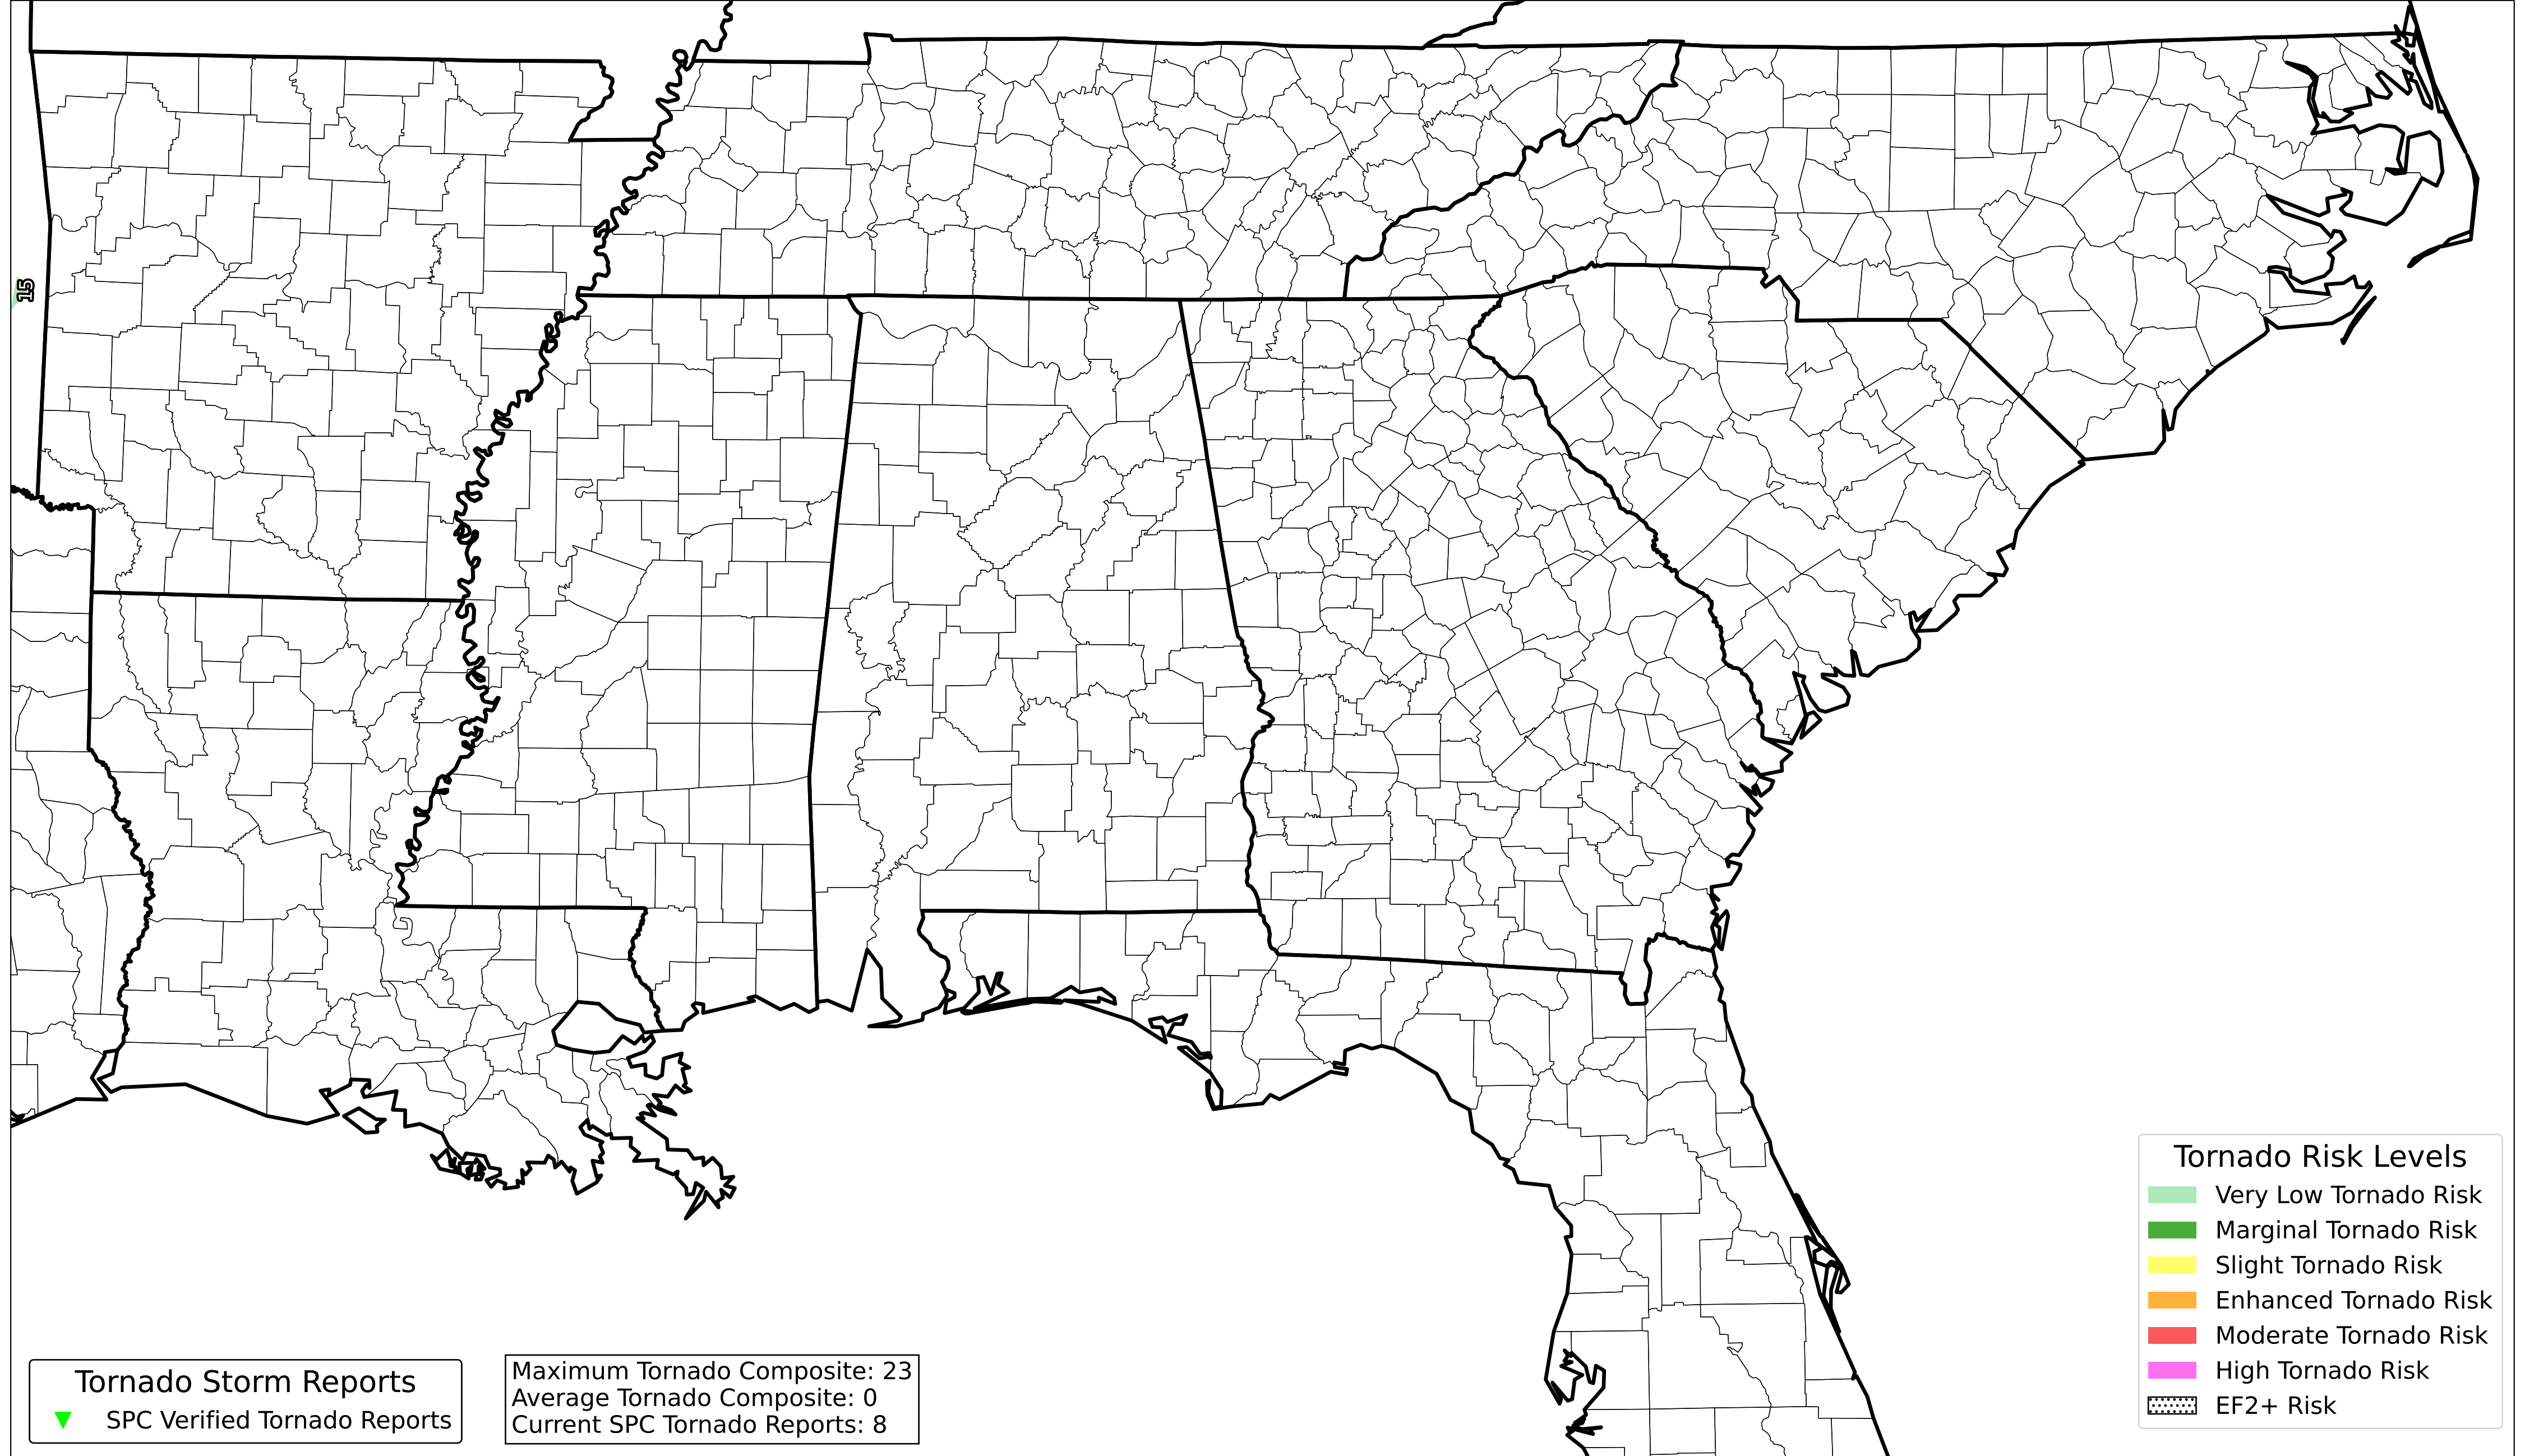 15
Tornado Storm Reports
SPC Verified Tornado Reports
Maximum Tornado Composite: 23
Average Tornado Composite: 0
Current SPC Tornado Reports: 8
Tornado Risk Levels
Very Low Tornado Risk
Marginal Tornado Risk
Slight Tornado Risk
Enhanced Tornado Risk
Moderate Tornado Risk
High Tornado Risk
EF2+ Risk